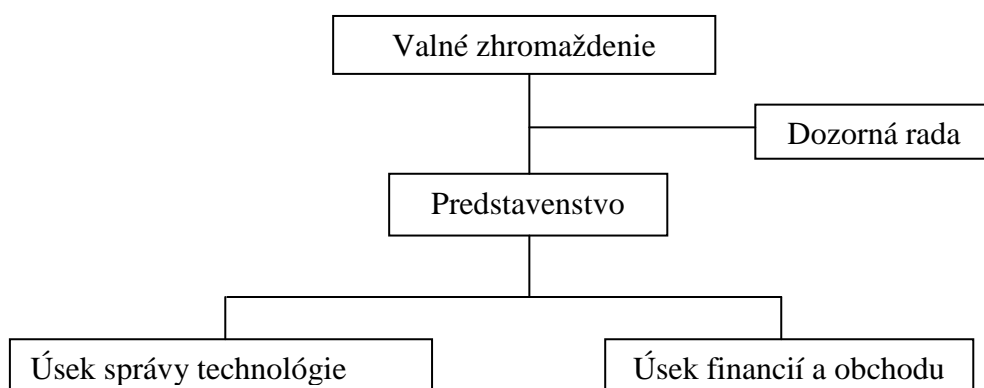 Valné zhromaždenie
Dozorná rada
Predstavenstvo
Úsek správy technológie
Úsek financií a obchodu